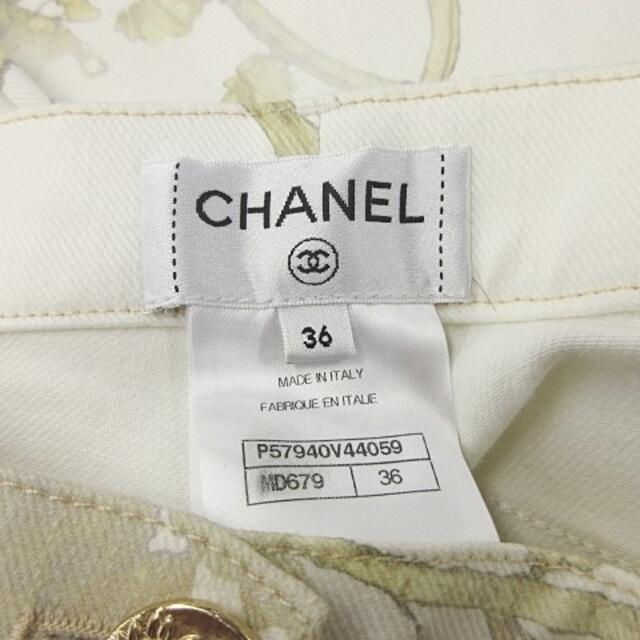 CHANEL
36
MADE IN ITALY
FABRIQUE EN ITALIE
P57940V44059
MD679 36